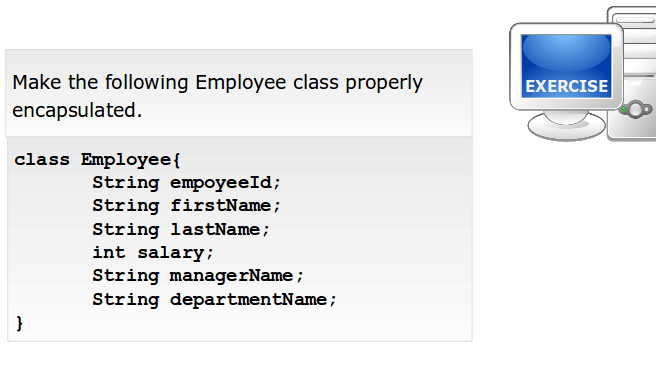 EXERCISE
Make the following Employee class properly
encapsulated.
class Employee{
String empoyeeId;
String firstName;
String lastName;
int salary;
String managerName;
String departmentName;
}